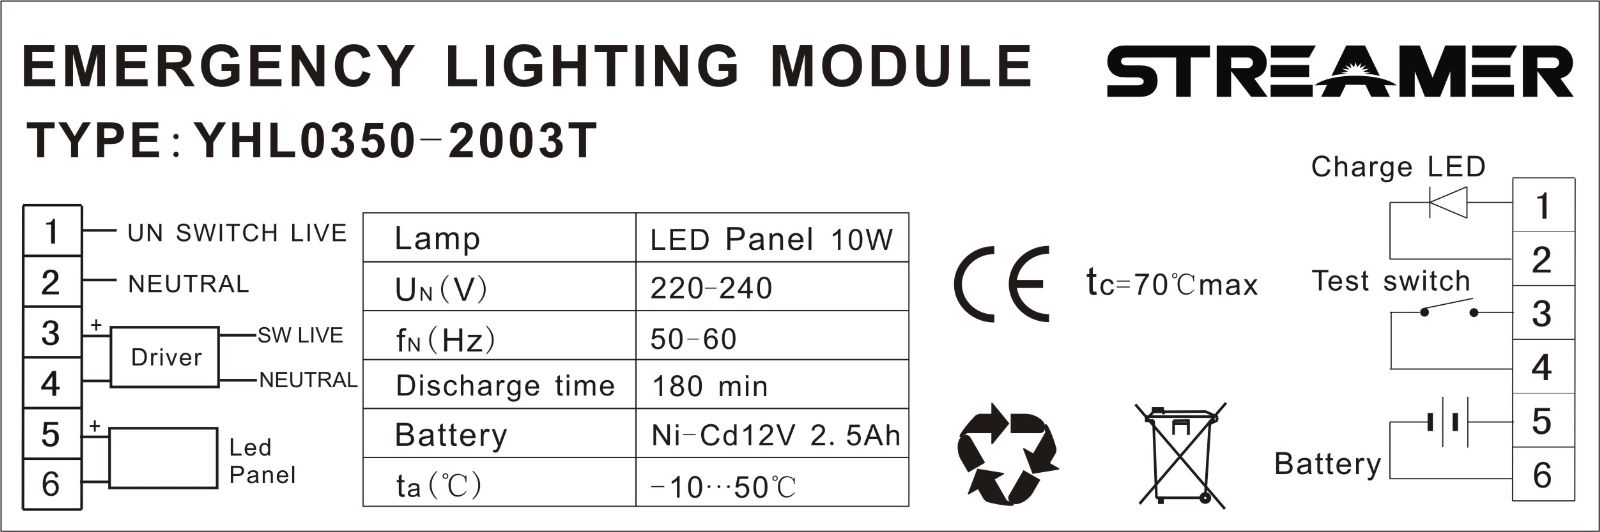 EMERGENCY LIGHTING MODULE
STREAMER
TYPE: YHL0350-2003T
1 UN SWITCH LIVE
2 NEUTRAL
3 + SW LIVE
Driver
4 NEUTRAL
5 +
Led
Panel
6
Lamp LED Panel 10W
UN(V) 220-240
fN(Hz) 50-60
Discharge time 180 min
Battery Ni-Cd12V 2.5Ah
ta(℃) -10···50℃
CE tc=70℃max
Charge LED
1
2
Test switch
3
4
5
Battery
6